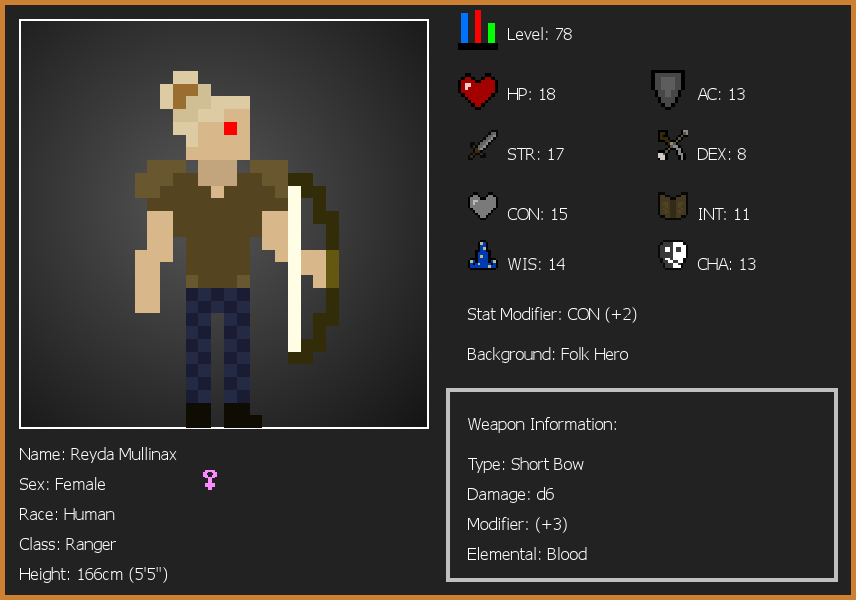 Level: 78
HP: 18
AC: 13
STR: 17
DEX: 8
CON: 15
INT: 11
WIS: 14
CHA: 13
Stat Modifier: CON (+2)
Background: Folk Hero
Weapon Information:
Type: Short Bow
Damage: d6
Modifier: (+3)
Elemental: Blood
Name: Reyda Mullinax
Sex: Female
Race: Human
Class: Ranger
Height: 166cm (5'5")